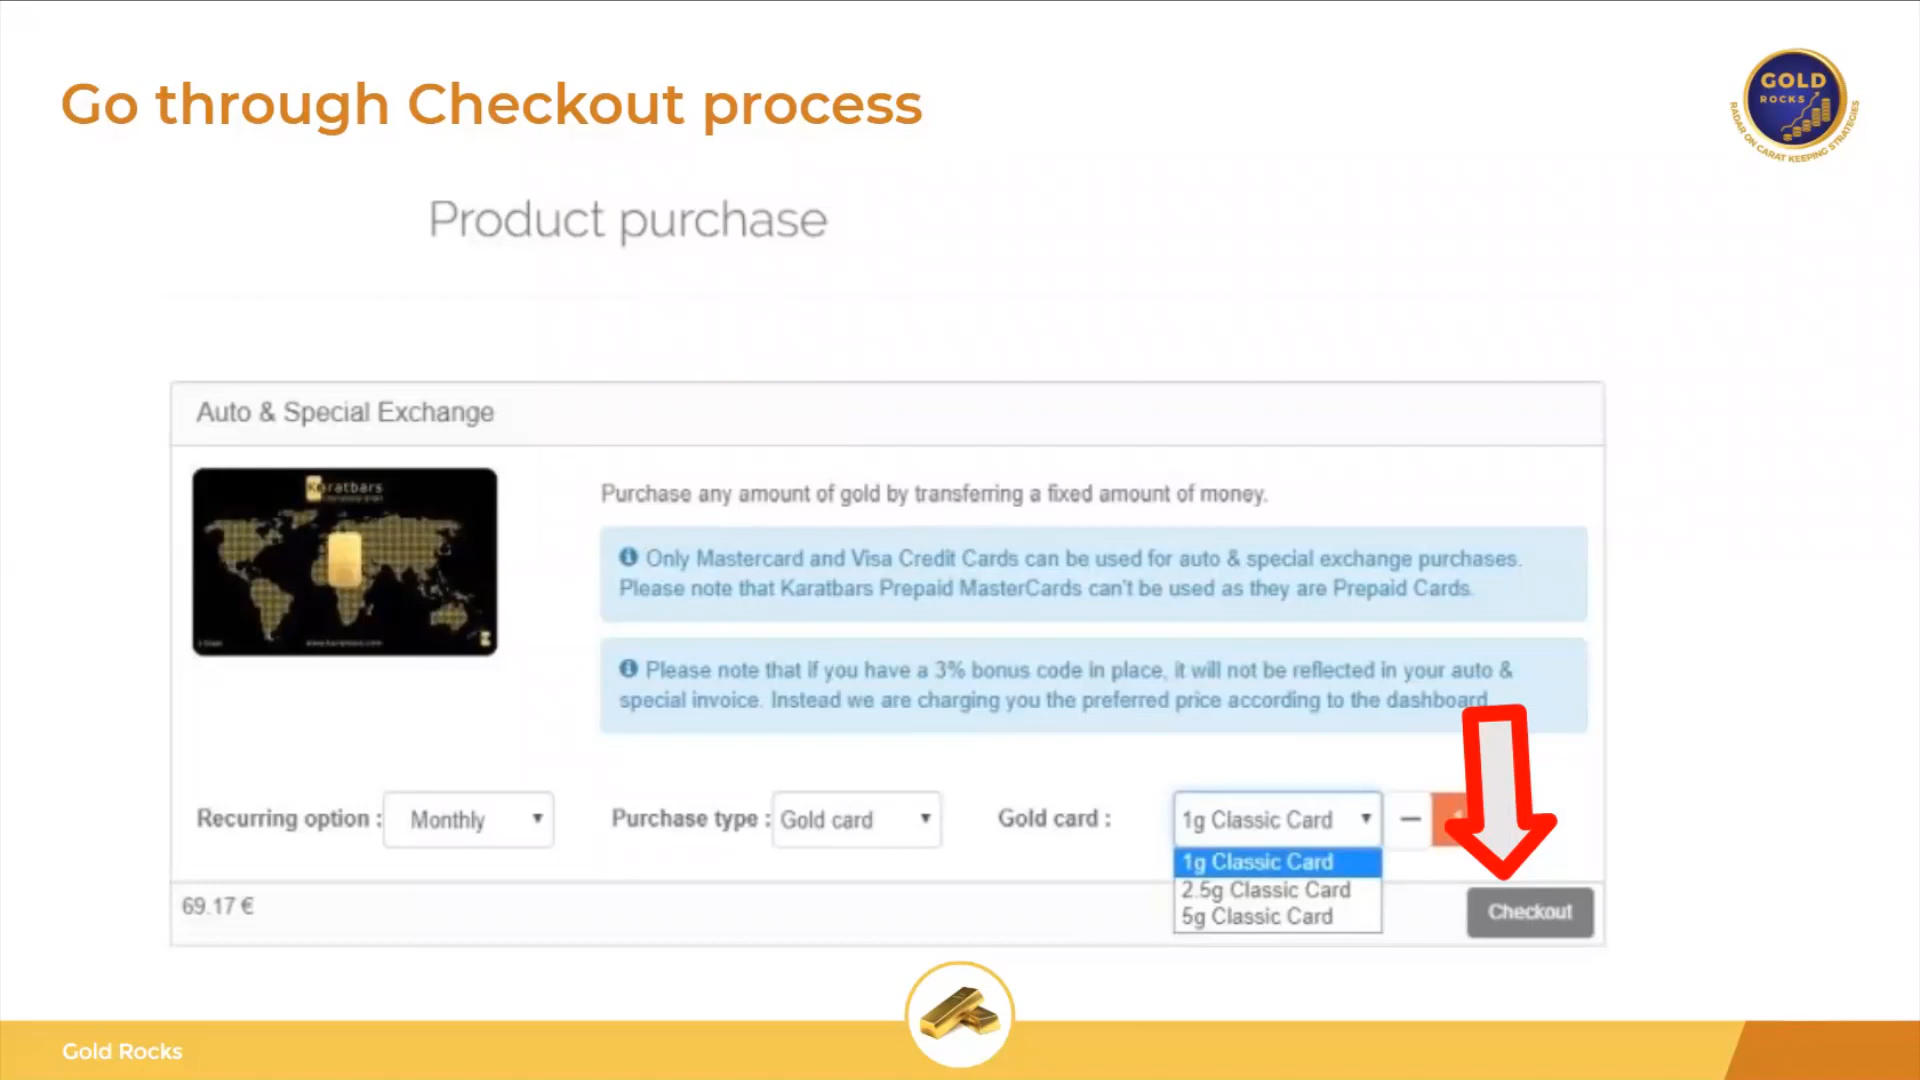 Go through Checkout process
GOLD
ROCKS
RADAR ON CARAT KEEPING STRATEGIES
Product purchase
Auto & Special Exchange
Karatbars
Purchase any amount of gold by transferring a fixed amount of money.
Only Mastercard and Visa Credit Cards can be used for auto & special exchange purchases.
Please note that Karatbars Prepaid MasterCards can't be used as they are Prepaid Cards.
Please note that if you have a 3% bonus code in place, it will not be reflected in your auto &
special invoice. Instead we are charging you the preferred price according to the dashboard.
Recurring option : Monthly
Purchase type : Gold card
Gold card : 1g Classic Card
1g Classic Card
2.5g Classic Card
5g Classic Card
69.17 €
Checkout
Gold Rocks